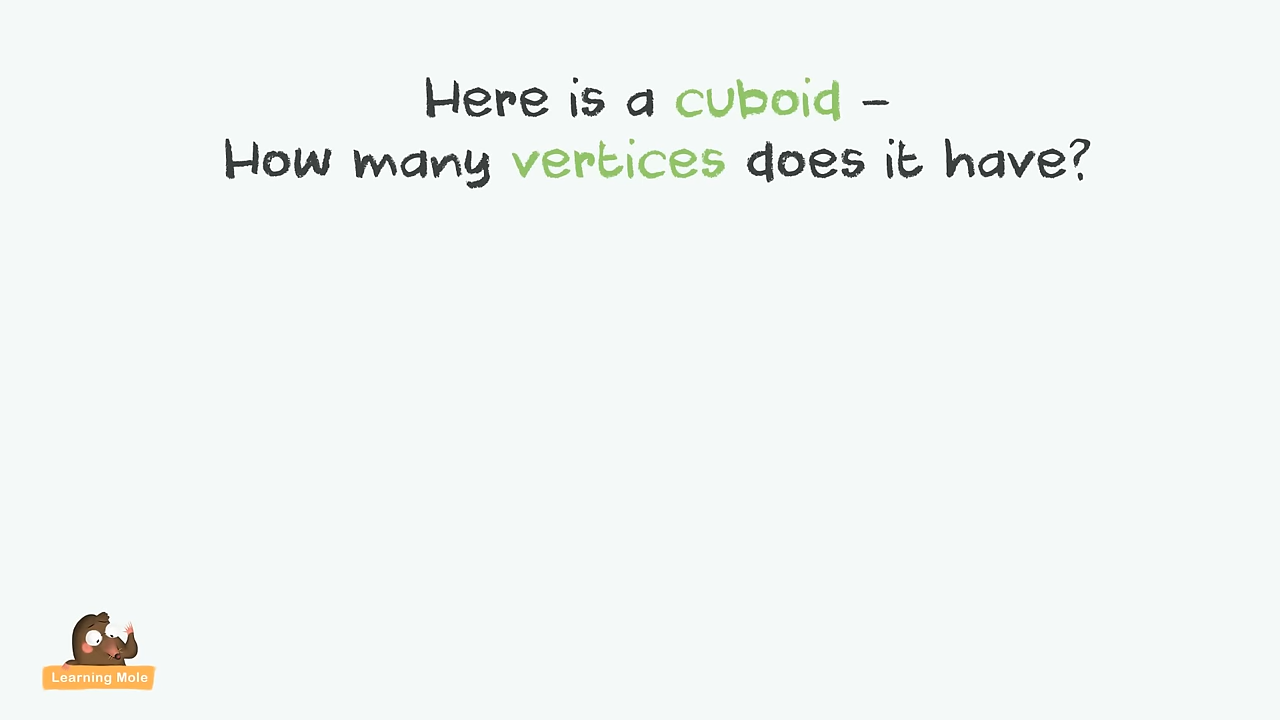 Here is a cuboid –
How many vertices does it have?
Learning Mole